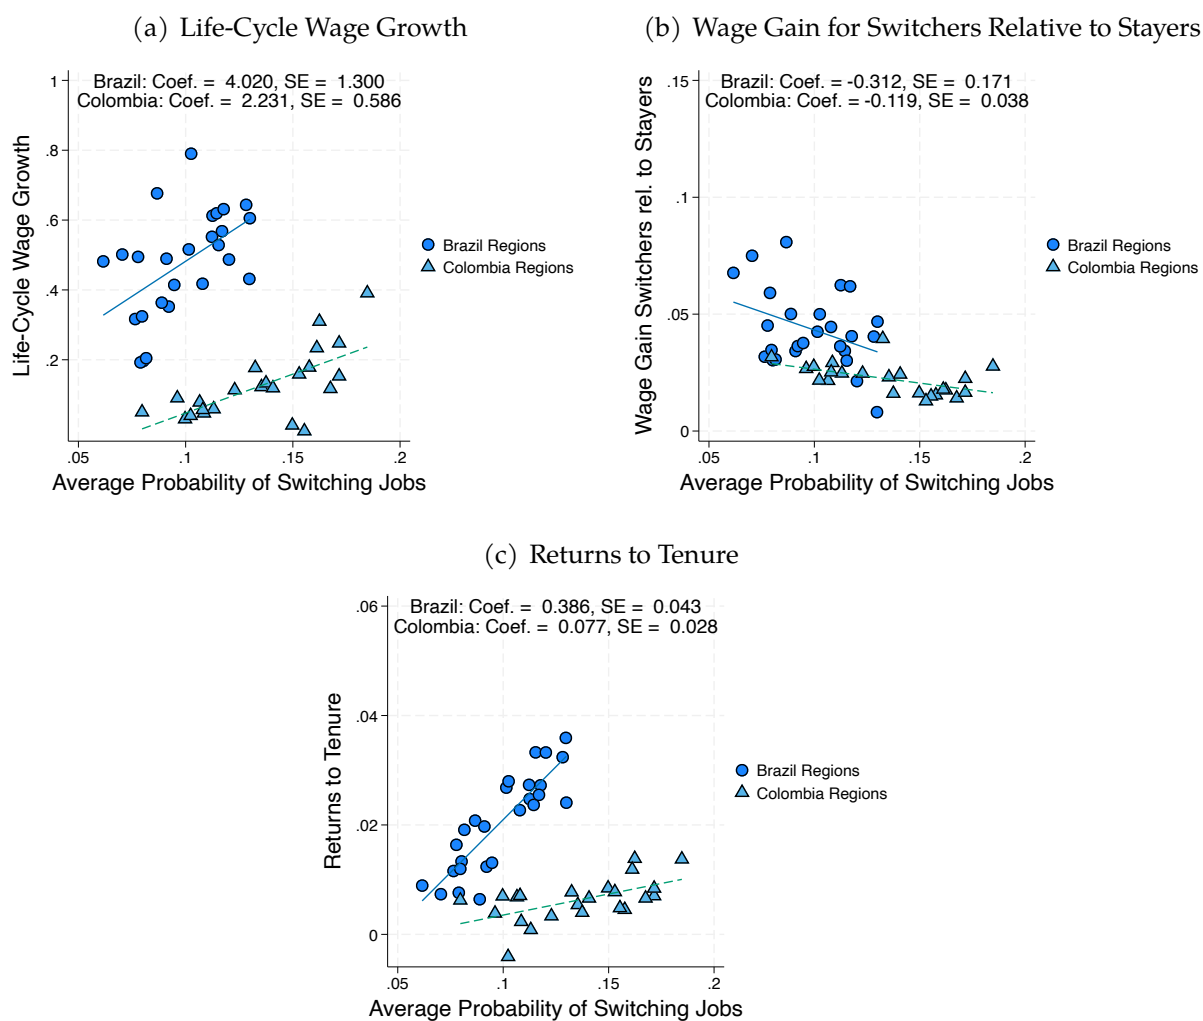 (a) Life-Cycle Wage Growth
Brazil: Coef. = 4.020, SE = 1.300
Colombia: Coef. = 2.231, SE = 0.586
Life-Cycle Wage Growth
1
.8
.6
.4
.2
.05
.1
.15
.2
Average Probability of Switching Jobs
Brazil Regions
Colombia Regions
(b) Wage Gain for Switchers Relative to Stayers
Brazil: Coef. = -0.312, SE = 0.171
Colombia: Coef. = -0.119, SE = 0.038
Wage Gain Switchers rel. to Stayers
.15
.1
.05
0
.05
.1
.15
.2
Average Probability of Switching Jobs
Brazil Regions
Colombia Regions
(c) Returns to Tenure
Brazil: Coef. = 0.386, SE = 0.043
Colombia: Coef. = 0.077, SE = 0.028
Returns to Tenure
.06
.04
.02
0
.05
.1
.15
.2
Average Probability of Switching Jobs
Brazil Regions
Colombia Regions